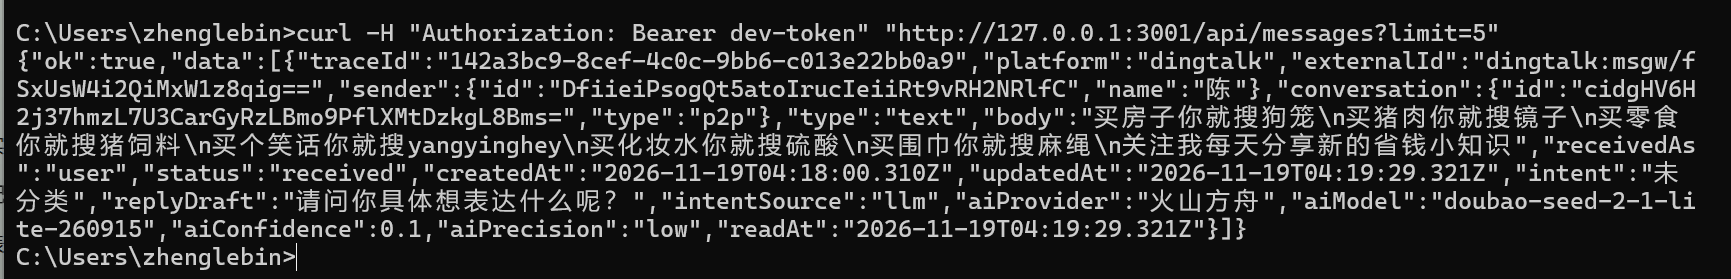 C:\Users\zhenglebin>curl -H "Authorization: Bearer dev-token" "http://127.0.0.1:3001/api/messages?limit=5"
{"ok":true,"data":[{"traceId":"142a3bc9-8cef-4c0c-9bb6-c013e22bb0a9","platform":"dingtalk","externalId":"dingtalk:msgw/f
SxUsW4i2QiMxW1z8qig==","sender":{"id":"DfiieiPsogQt5atoIrucIeiiRt9vRH2NRlfC","name":"陈"},"conversation":{"id":"cidgHV6H
2j37hmzL7U3CarGyRzLBmo9PflXMtDzkgL8Bms=","type":"p2p"},"type":"text","body":"买房子你就搜狗笼\n买猪肉你就搜镜子\n买零食
你就搜猪饲料\n买个笑话你就搜yangyinghey\n买化妆水你就搜硫酸\n买围巾你就搜麻绳\n关注我每天分享新的省钱小知识","receivedAs
":"user","status":"received","createdAt":"2026-11-19T04:18:00.310Z","updatedAt":"2026-11-19T04:19:29.321Z","intent":"未
分类","replyDraft":"请问你具体想表达什么呢？","intentSource":"llm","aiProvider":"火山方舟","aiModel":"doubao-seed-2-1-li
te-260915","aiConfidence":0.1,"aiPrecision":"low","readAt":"2026-11-19T04:19:29.321Z"}]}
C:\Users\zhenglebin>